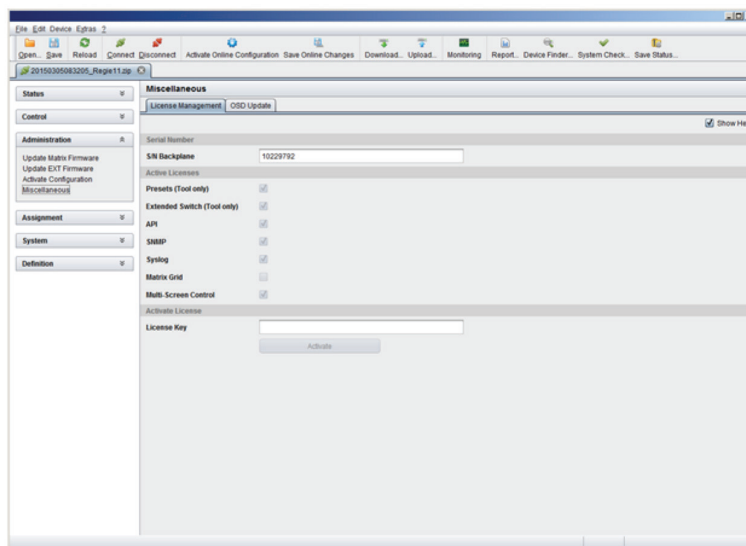 File Edit Device Extras ?
Open... Save Reload Connect Disconnect Activate Online Configuration Save Online Changes Download... Upload... Monitoring Report... Device Finder... System Check... Save Status...
20150305083205_Regie11.zip
Status
Control
Administration
Update Matrix Firmware
Update EXT Firmware
Activate Configuration
Miscellaneous
Assignment
System
Definition
Miscellaneous
License Management OSD Update
Show He
Serial Number
S/N Backplane 10229792
Active Licenses
Presets (Tool only)
Extended Switch (Tool only)
API
SNMP
Syslog
Matrix Grid
Multi-Screen Control
Activate License
License Key
Activate